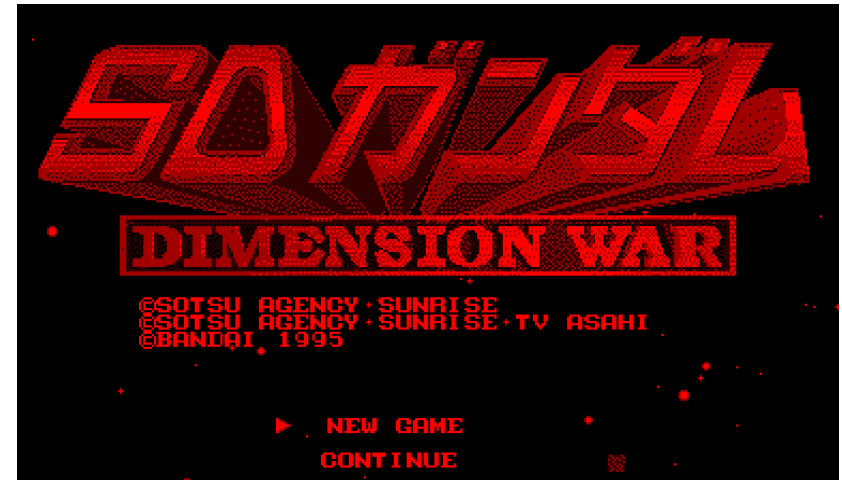 SDガンダム
DIMENSION WAR
©SOTSU AGENCY・SUNRISE
©SOTSU AGENCY・SUNRISE・TV ASAHI
©BANDAI 1995
▶ NEW GAME
CONTINUE